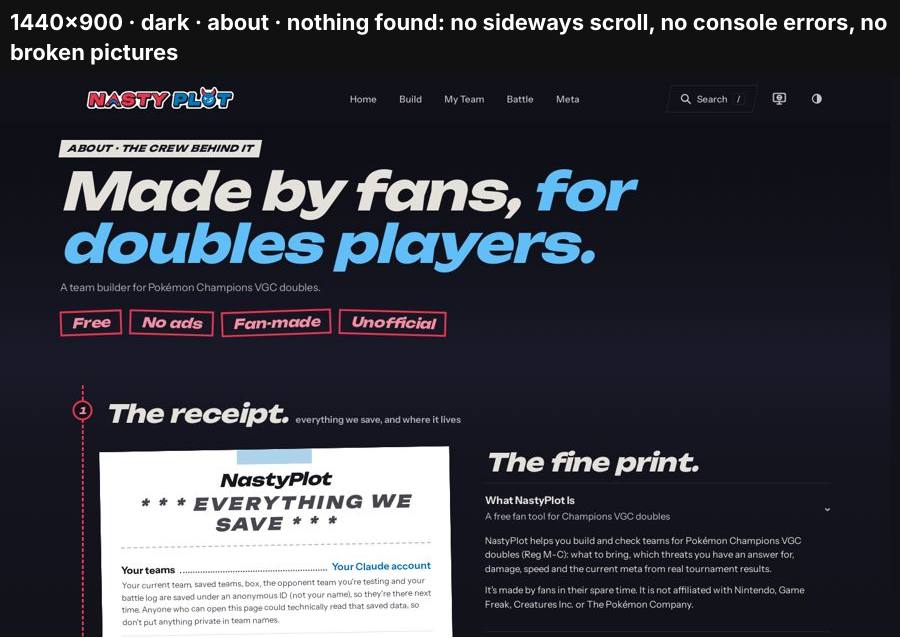 1440×900 · dark · about · nothing found: no sideways scroll, no console errors, no
broken pictures
NASTY PLOT
Home Build My Team Battle Meta
Search /
ABOUT · THE CREW BEHIND IT
Made by fans, for
doubles players.
A team builder for Pokémon Champions VGC doubles.
Free No ads Fan-made Unofficial
1 The receipt. everything we save, and where it lives
NastyPlot
* * * EVERYTHING WE
SAVE * * *
Your teams Your Claude account
Your current team, saved teams, box, the opponent team you're testing and your
battle log are saved under an anonymous ID (not your name), so they're there next
time. Anyone who can open this page could technically read that saved data, so
don't put anything private in team names.
The fine print.
What NastyPlot Is
A free fan tool for Champions VGC doubles
NastyPlot helps you build and check teams for Pokémon Champions VGC
doubles (Reg M-C): what to bring, which threats you have an answer for,
damage, speed and the current meta from real tournament results.
It's made by fans in their spare time. It is not affiliated with Nintendo, Game
Freak, Creatures Inc. or The Pokémon Company.